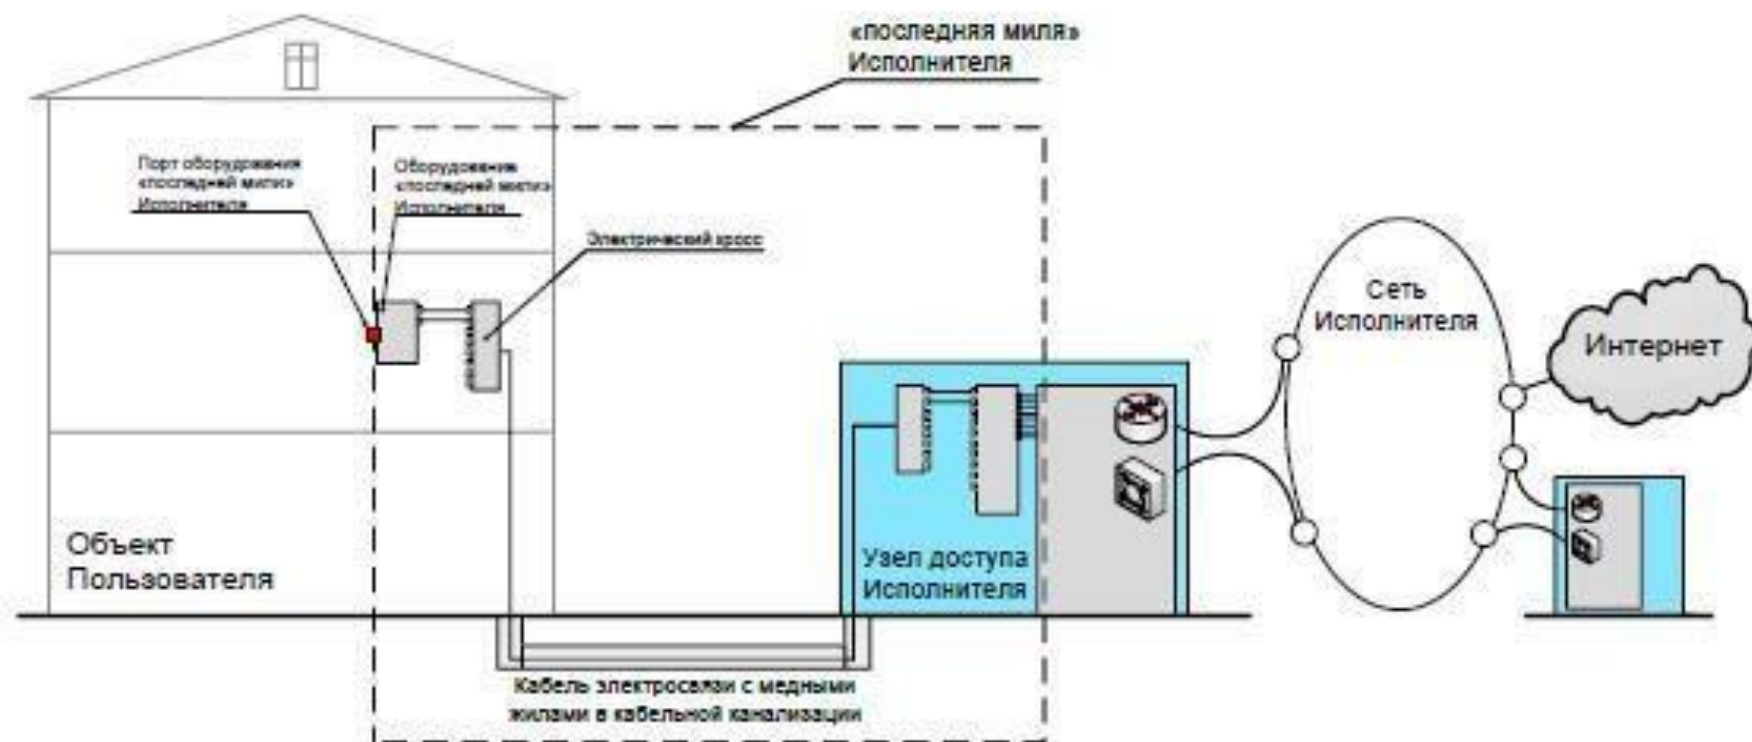 «последняя миля»
Исполнителя
Порт оборудования
«последней мили»
Исполнителя
Оборудование
«последней мили»
Исполнителя
Электрический кросс
Сеть
Исполнителя
Интернет
Объект
Пользователя
Узел доступа
Исполнителя
Кабель электросвязи с медными
жилами в кабельной канализации